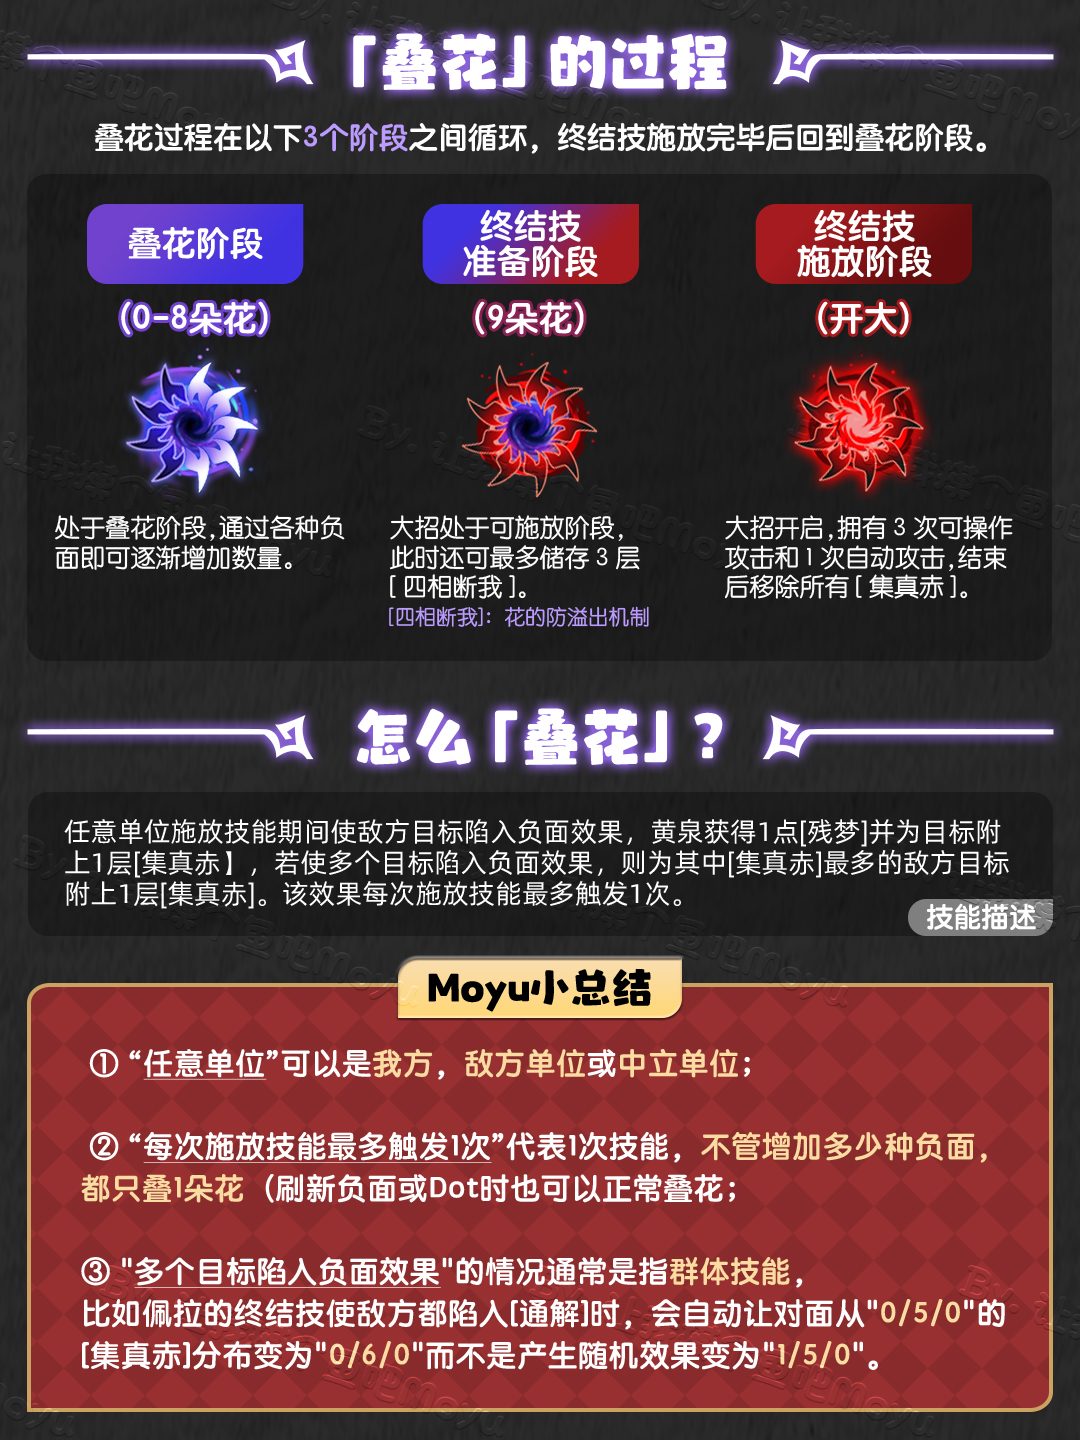 「叠花」的过程
叠花过程在以下3个阶段之间循环，终结技施放完毕后回到叠花阶段。
叠花阶段
（0-8朵花）
处于叠花阶段，通过各种负
面即可逐渐增加数量。
终结技
准备阶段
（9朵花）
大招处于可施放阶段，
此时还可最多储存 3 层
[ 四相断我 ]。
[四相断我]：花的防溢出机制
终结技
施放阶段
（开大）
大招开启，拥有 3 次可操作
攻击和 1 次自动攻击，结束
后移除所有 [ 集真赤 ]。
怎么「叠花」？
任意单位施放技能期间使敌方目标陷入负面效果，黄泉获得1点[残梦]并为目标附
上1层[集真赤】，若使多个目标陷入负面效果，则为其中[集真赤]最多的敌方目标
附上1层[集真赤]。该效果每次施放技能最多触发1次。
技能描述
Moyu小总结
① “任意单位”可以是我方，敌方单位或中立单位；
② “每次施放技能最多触发1次”代表1次技能，不管增加多少种负面，
都只叠1朵花（刷新负面或Dot时也可以正常叠花；
③ "多个目标陷入负面效果"的情况通常是指群体技能，
比如佩拉的终结技使敌方都陷入[通解]时，会自动让对面从"0/5/0"的
[集真赤]分布变为"0/6/0"而不是产生随机效果变为"1/5/0"。